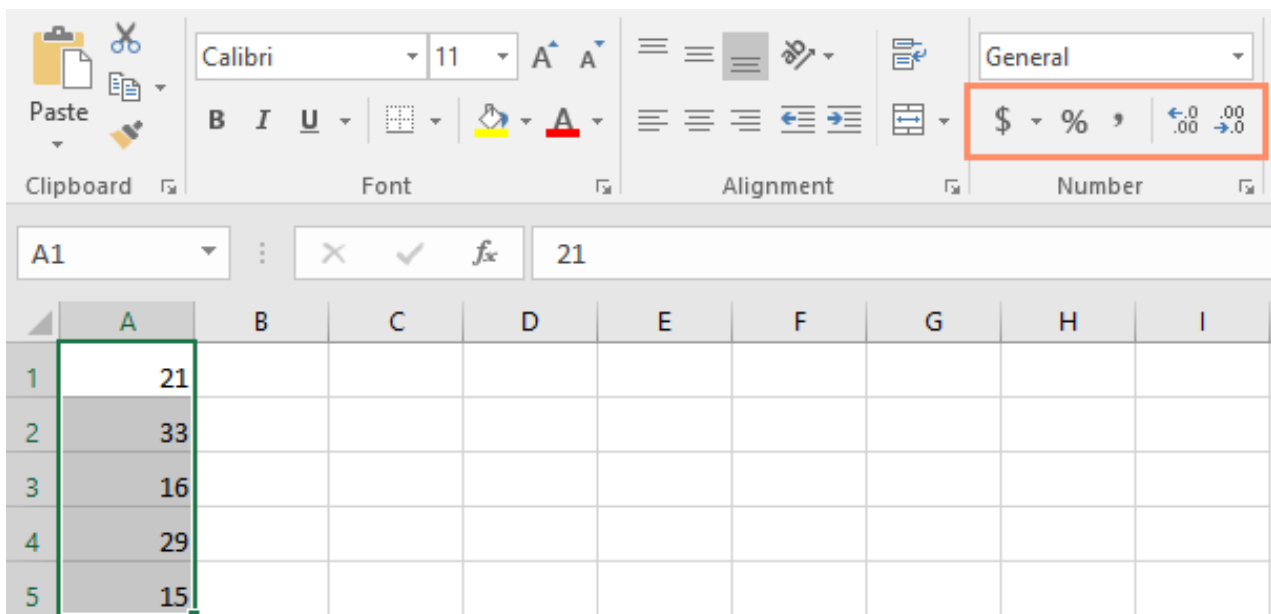 Calibri 11 A A General
Paste B I U A $ % , .0 .00 .00 .0
Clipboard Font Alignment Number
A1 fx 21
A B C D E F G H I
1 21
2 33
3 16
4 29
5 15